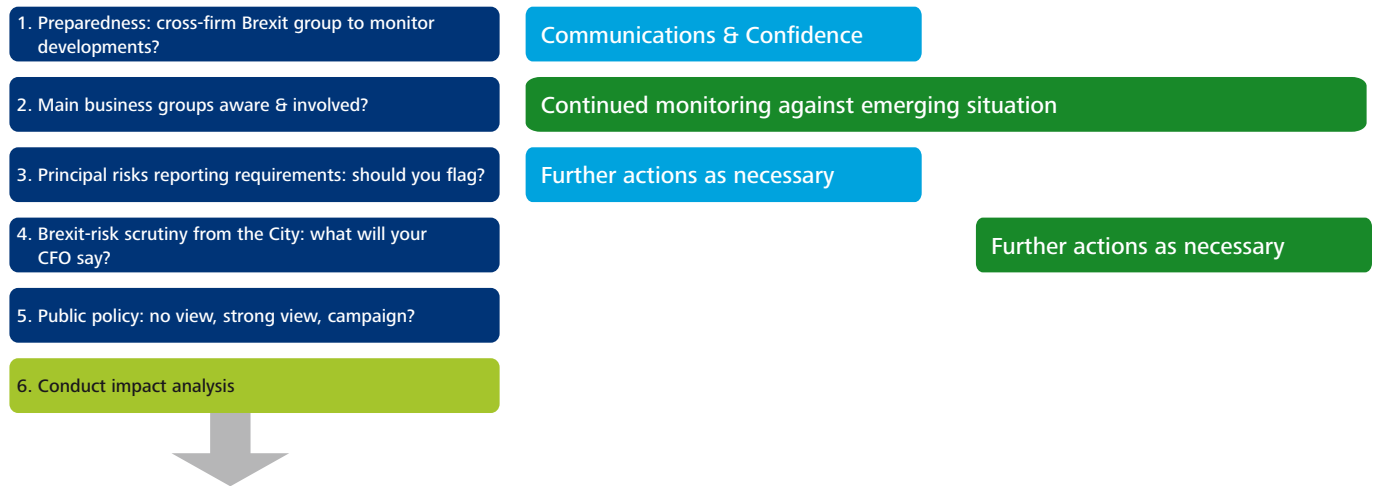 1. Preparedness: cross-firm Brexit group to monitor
developments?
Communications & Confidence
2. Main business groups aware & involved?
Continued monitoring against emerging situation
3. Principal risks reporting requirements: should you flag?
Further actions as necessary
4. Brexit-risk scrutiny from the City: what will your
CFO say?
Further actions as necessary
5. Public policy: no view, strong view, campaign?
6. Conduct impact analysis